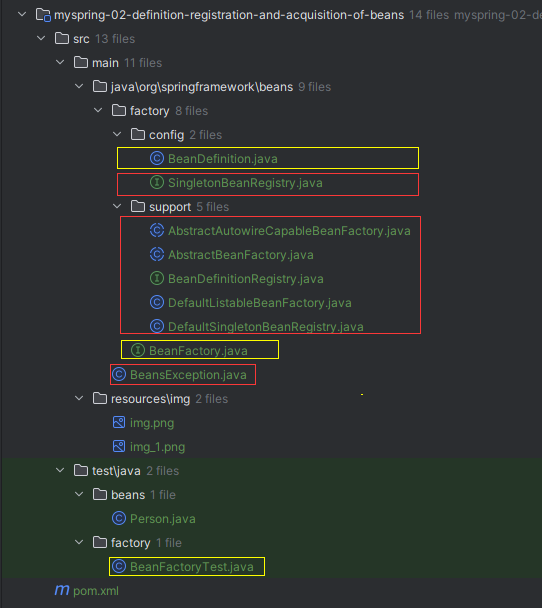 myspring-02-definition-registration-and-acquisition-of-beans 14 files myspring-02-de
src 13 files
main 11 files
java\org\springframework\beans 9 files
factory 8 files
config 2 files
BeanDefinition.java
SingletonBeanRegistry.java
support 5 files
AbstractAutowireCapableBeanFactory.java
AbstractBeanFactory.java
BeanDefinitionRegistry.java
DefaultListableBeanFactory.java
DefaultSingletonBeanRegistry.java
BeanFactory.java
BeansException.java
resources\img 2 files
img.png
img_1.png
test\java 2 files
beans 1 file
Person.java
factory 1 file
BeanFactoryTest.java
pom.xml